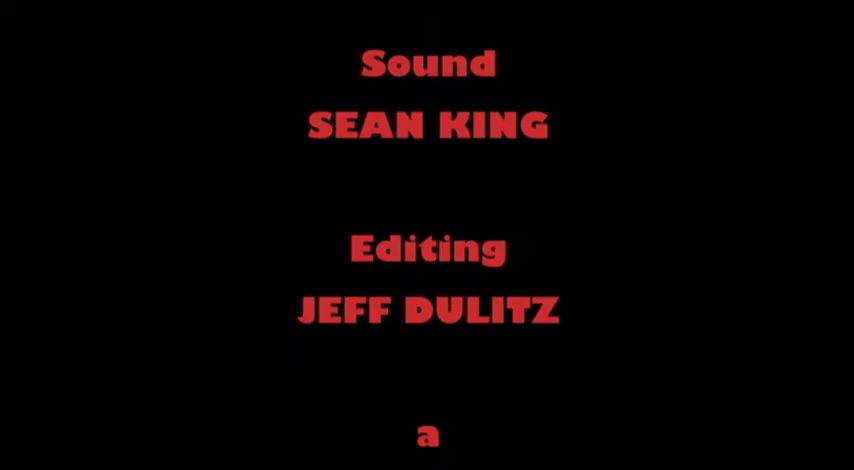 Sound
SEAN KING
Editing
JEFF DULITZ
a